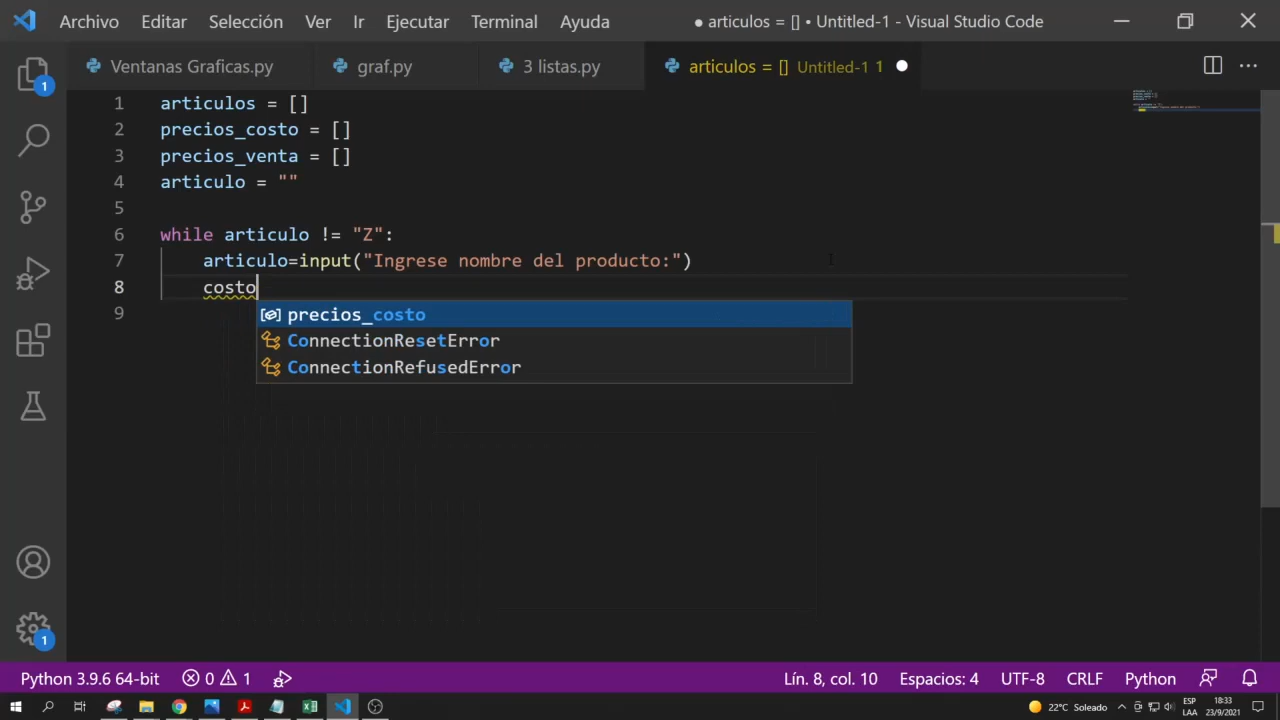 Archivo Editar Selección Ver Ir Ejecutar Terminal Ayuda ● articulos = [] • Untitled-1 - Visual Studio Code
1 Ventanas Graficas.py graf.py 3 listas.py articulos = [] Untitled-1 1
1 articulos = []
2 precios_costo = []
3 precios_venta = []
4 articulo = ""
5
6 while articulo != "Z":
7 articulo=input("Ingrese nombre del producto:")
8 costo
9
precios_costo
ConnectionResetError
ConnectionRefusedError
1
Python 3.9.6 64-bit 0 1 Lín. 8, col. 10 Espacios: 4 UTF-8 CRLF Python
22°C Soleado ESP 18:33
LAA 23/9/2021